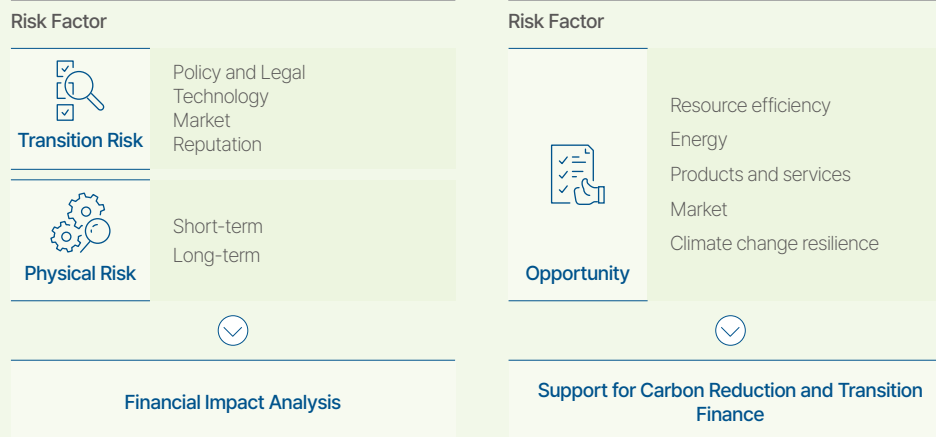 Risk Factor
Transition Risk
Policy and Legal
Technology
Market
Reputation
Physical Risk
Short-term
Long-term
Financial Impact Analysis
Risk Factor
Opportunity
Resource efficiency
Energy
Products and services
Market
Climate change resilience
Support for Carbon Reduction and Transition
Finance